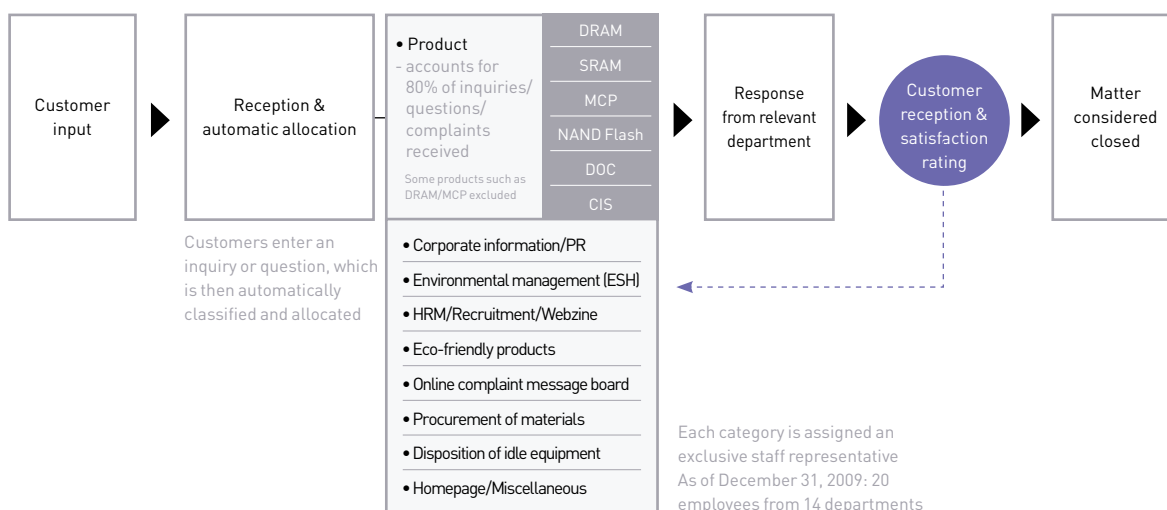 Customer
input
Reception &
automatic allocation
Customers enter an
inquiry or question, which
is then automatically
classified and allocated
• Product
- accounts for
80% of inquiries/
questions/
complaints
received
Some products such as
DRAM/MCP excluded
DRAM
SRAM
MCP
NAND Flash
DOC
CIS
• Corporate information/PR
• Environmental management (ESH)
• HRM/Recruitment/Webzine
• Eco-friendly products
• Online complaint message board
• Procurement of materials
• Disposition of idle equipment
• Homepage/Miscellaneous
Response
from relevant
department
Customer
reception &
satisfaction
rating
Matter
considered
closed
Each category is assigned an
exclusive staff representative
As of December 31, 2009: 20
employees from 14 departments